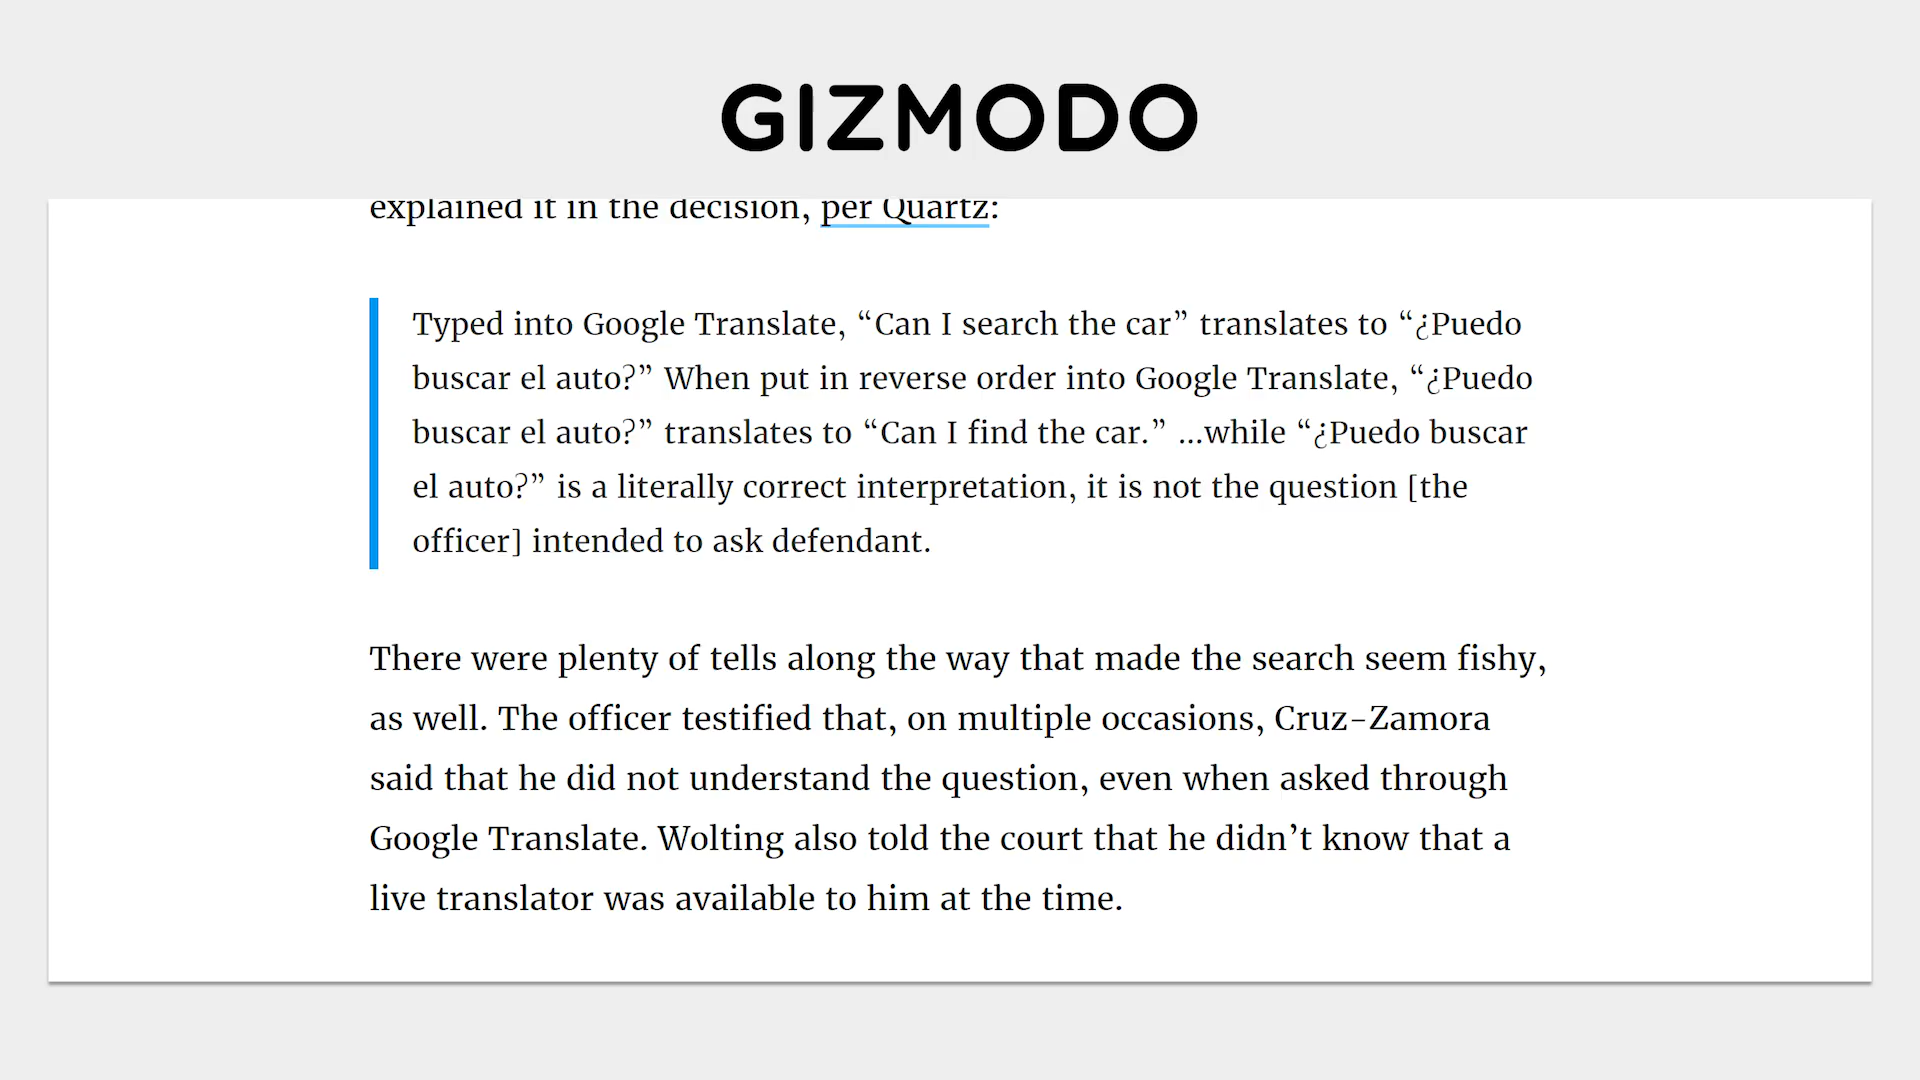 GIZMODO
explained it in the decision, per Quartz:
Typed into Google Translate, “Can I search the car” translates to “¿Puedo
buscar el auto?” When put in reverse order into Google Translate, “¿Puedo
buscar el auto?” translates to “Can I find the car.” ...while “¿Puedo buscar
el auto?” is a literally correct interpretation, it is not the question [the
officer] intended to ask defendant.
There were plenty of tells along the way that made the search seem fishy,
as well. The officer testified that, on multiple occasions, Cruz-Zamora
said that he did not understand the question, even when asked through
Google Translate. Wolting also told the court that he didn’t know that a
live translator was available to him at the time.